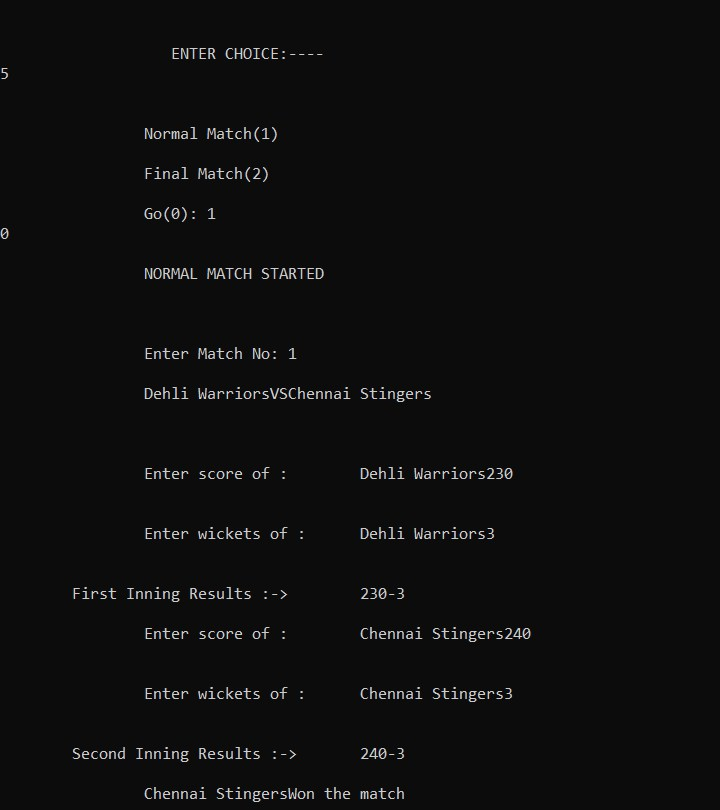 ENTER CHOICE:----
5
Normal Match(1)
Final Match(2)
Go(0): 1
0
NORMAL MATCH STARTED
Enter Match No: 1
Dehli WarriorsVSChennai Stingers
Enter score of :        Dehli Warriors230
Enter wickets of :      Dehli Warriors3
First Inning Results :->        230-3
Enter score of :        Chennai Stingers240
Enter wickets of :      Chennai Stingers3
Second Inning Results :->       240-3
Chennai StingersWon the match